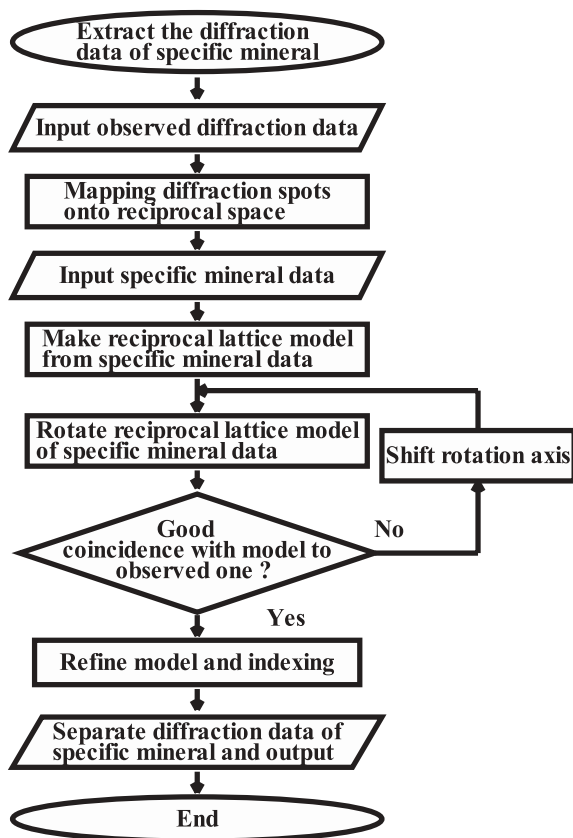 Extract the diffraction
data of specific mineral
Input observed diffraction data
Mapping diffraction spots
onto reciprocal space
Input specific mineral data
Make reciprocal lattice model
from specific mineral data
Rotate reciprocal lattice model
of specific mineral data
Shift rotation axis
Good
coincidence with model to
observed one ?
No
Yes
Refine model and indexing
Separate diffraction data of
specific mineral and output
End